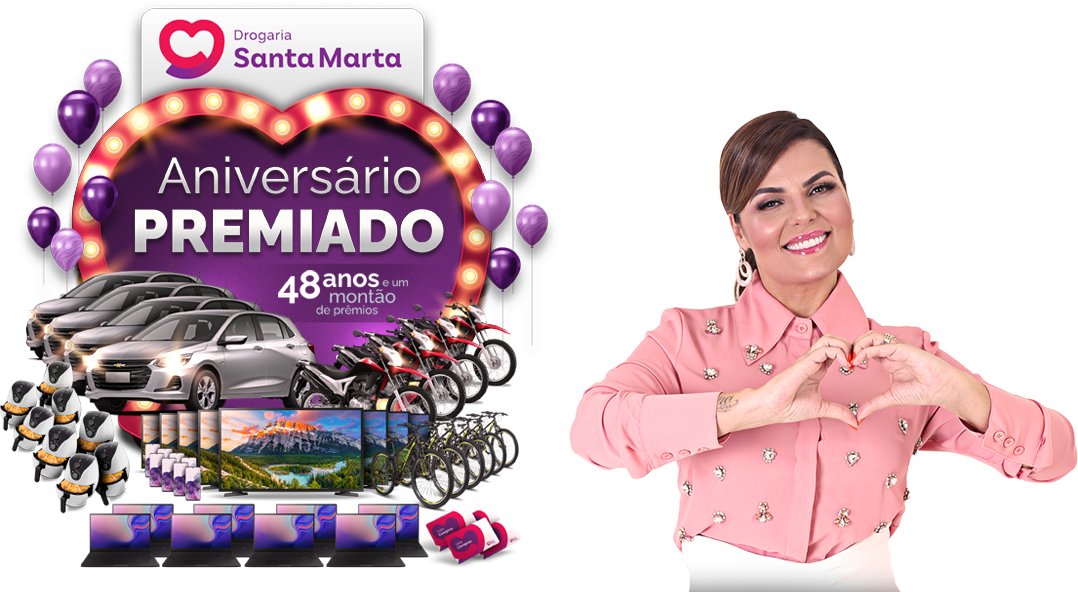 Drogaria
Santa Marta
Aniversário
PREMIADO
48 anos e um
montão
de prêmios